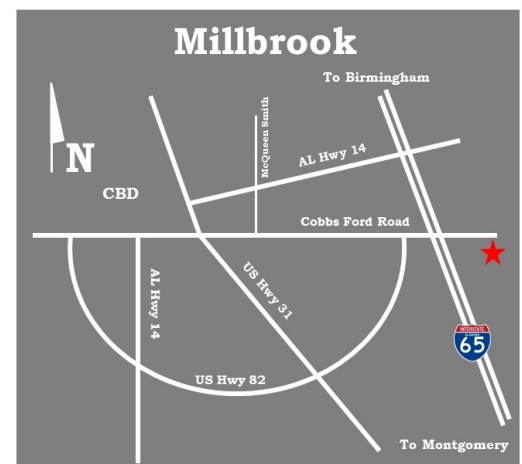 Millbrook
To Birmingham
McQueen Smith
N
AL Hwy 14
CBD
Cobbs Ford Road
AL Hwy 14
US Hwy 31
INTERSTATE
65
US Hwy 82
To Montgomery